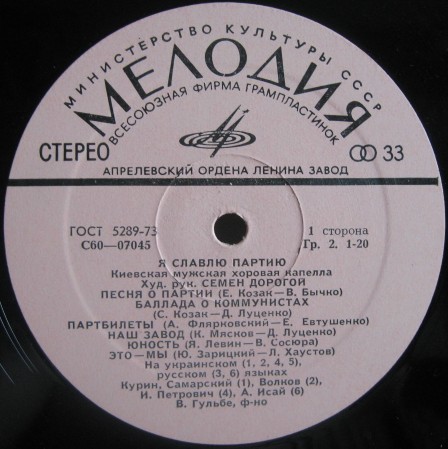 МИНИСТЕРСТВО КУЛЬТУРЫ СССР
МЕЛОДИЯ
ВСЕСОЮЗНАЯ ФИРМА ГРАМПЛАСТИНОК
СТЕРЕО
33
АПРЕЛЕВСКИЙ ОРДЕНА ЛЕНИНА ЗАВОД
ГОСТ 5289-73
С60—07045
1 сторона
Гр. 2. 1-20
Я СЛАВЛЮ ПАРТИЮ
Киевская мужская хоровая капелла
Худ. рук. СЕМЕН ДОРОГОЙ
ПЕСНЯ О ПАРТИИ (Е. Козак—В. Бычко)
БАЛЛАДА О КОММУНИСТАХ
(С. Козак—Д. Луценко)
ПАРТБИЛЕТЫ (А. Флярковский—Е. Евтушенко)
НАШ ЗАВОД (К. Мясков—Д. Луценко)
ЮНОСТЬ (Я. Левин—В. Сосюра)
ЭТО—МЫ (Ю. Зарицкий—Л. Хаустов)
На украинском (1, 2, 4, 5),
русском (3, 6) языках
Курин, Самарский (1), Волков (2),
И. Петрович (4), А. Исай (6)
В. Гульбе, ф-но